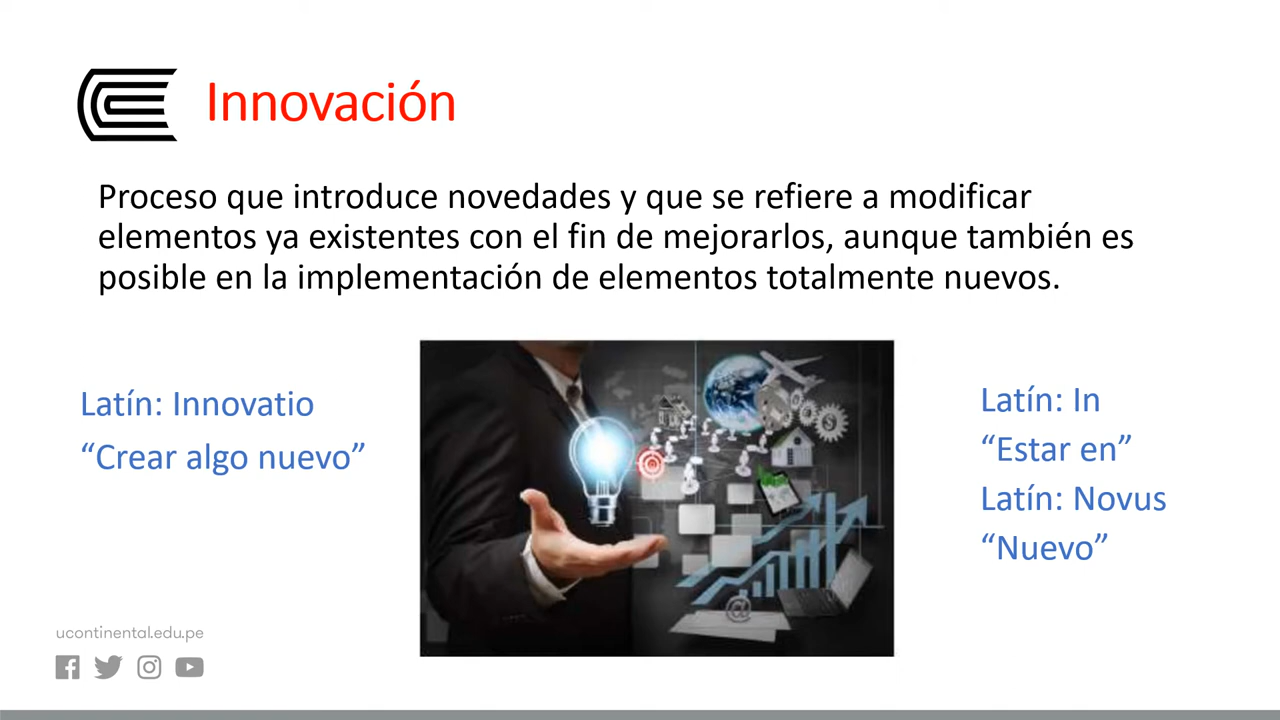 Innovación
Proceso que introduce novedades y que se refiere a modificar
elementos ya existentes con el fin de mejorarlos, aunque también es
posible en la implementación de elementos totalmente nuevos.
Latín: Innovatio
“Crear algo nuevo”
Latín: In
“Estar en”
Latín: Novus
“Nuevo”
ucontinental.edu.pe